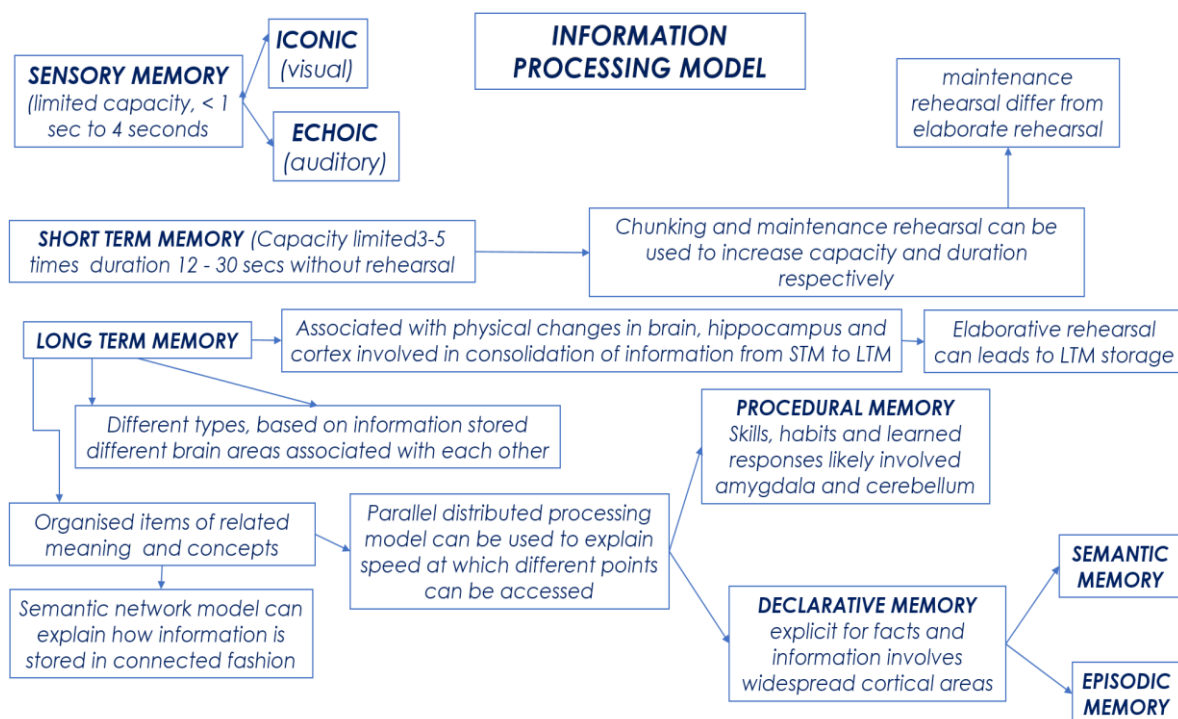 INFORMATION
PROCESSING MODEL
SENSORY MEMORY
(limited capacity, < 1
sec to 4 seconds
ICONIC
(visual)
ECHOIC
(auditory)
maintenance
rehearsal differ from
elaborate rehearsal
SHORT TERM MEMORY (Capacity limited3-5
times duration 12 - 30 secs without rehearsal
Chunking and maintenance rehearsal can be
used to increase capacity and duration
respectively
LONG TERM MEMORY
Associated with physical changes in brain, hippocampus and
cortex involved in consolidation of information from STM to LTM
Elaborative rehearsal
can leads to LTM storage
Different types, based on information stored
different brain areas associated with each other
PROCEDURAL MEMORY
Skills, habits and learned
responses likely involved
amygdala and cerebellum
Organised items of related
meaning and concepts
Parallel distributed processing
model can be used to explain
speed at which different points
can be accessed
Semantic network model can
explain how information is
stored in connected fashion
DECLARATIVE MEMORY
explicit for facts and
information involves
widespread cortical areas
SEMANTIC
MEMORY
EPISODIC
MEMORY